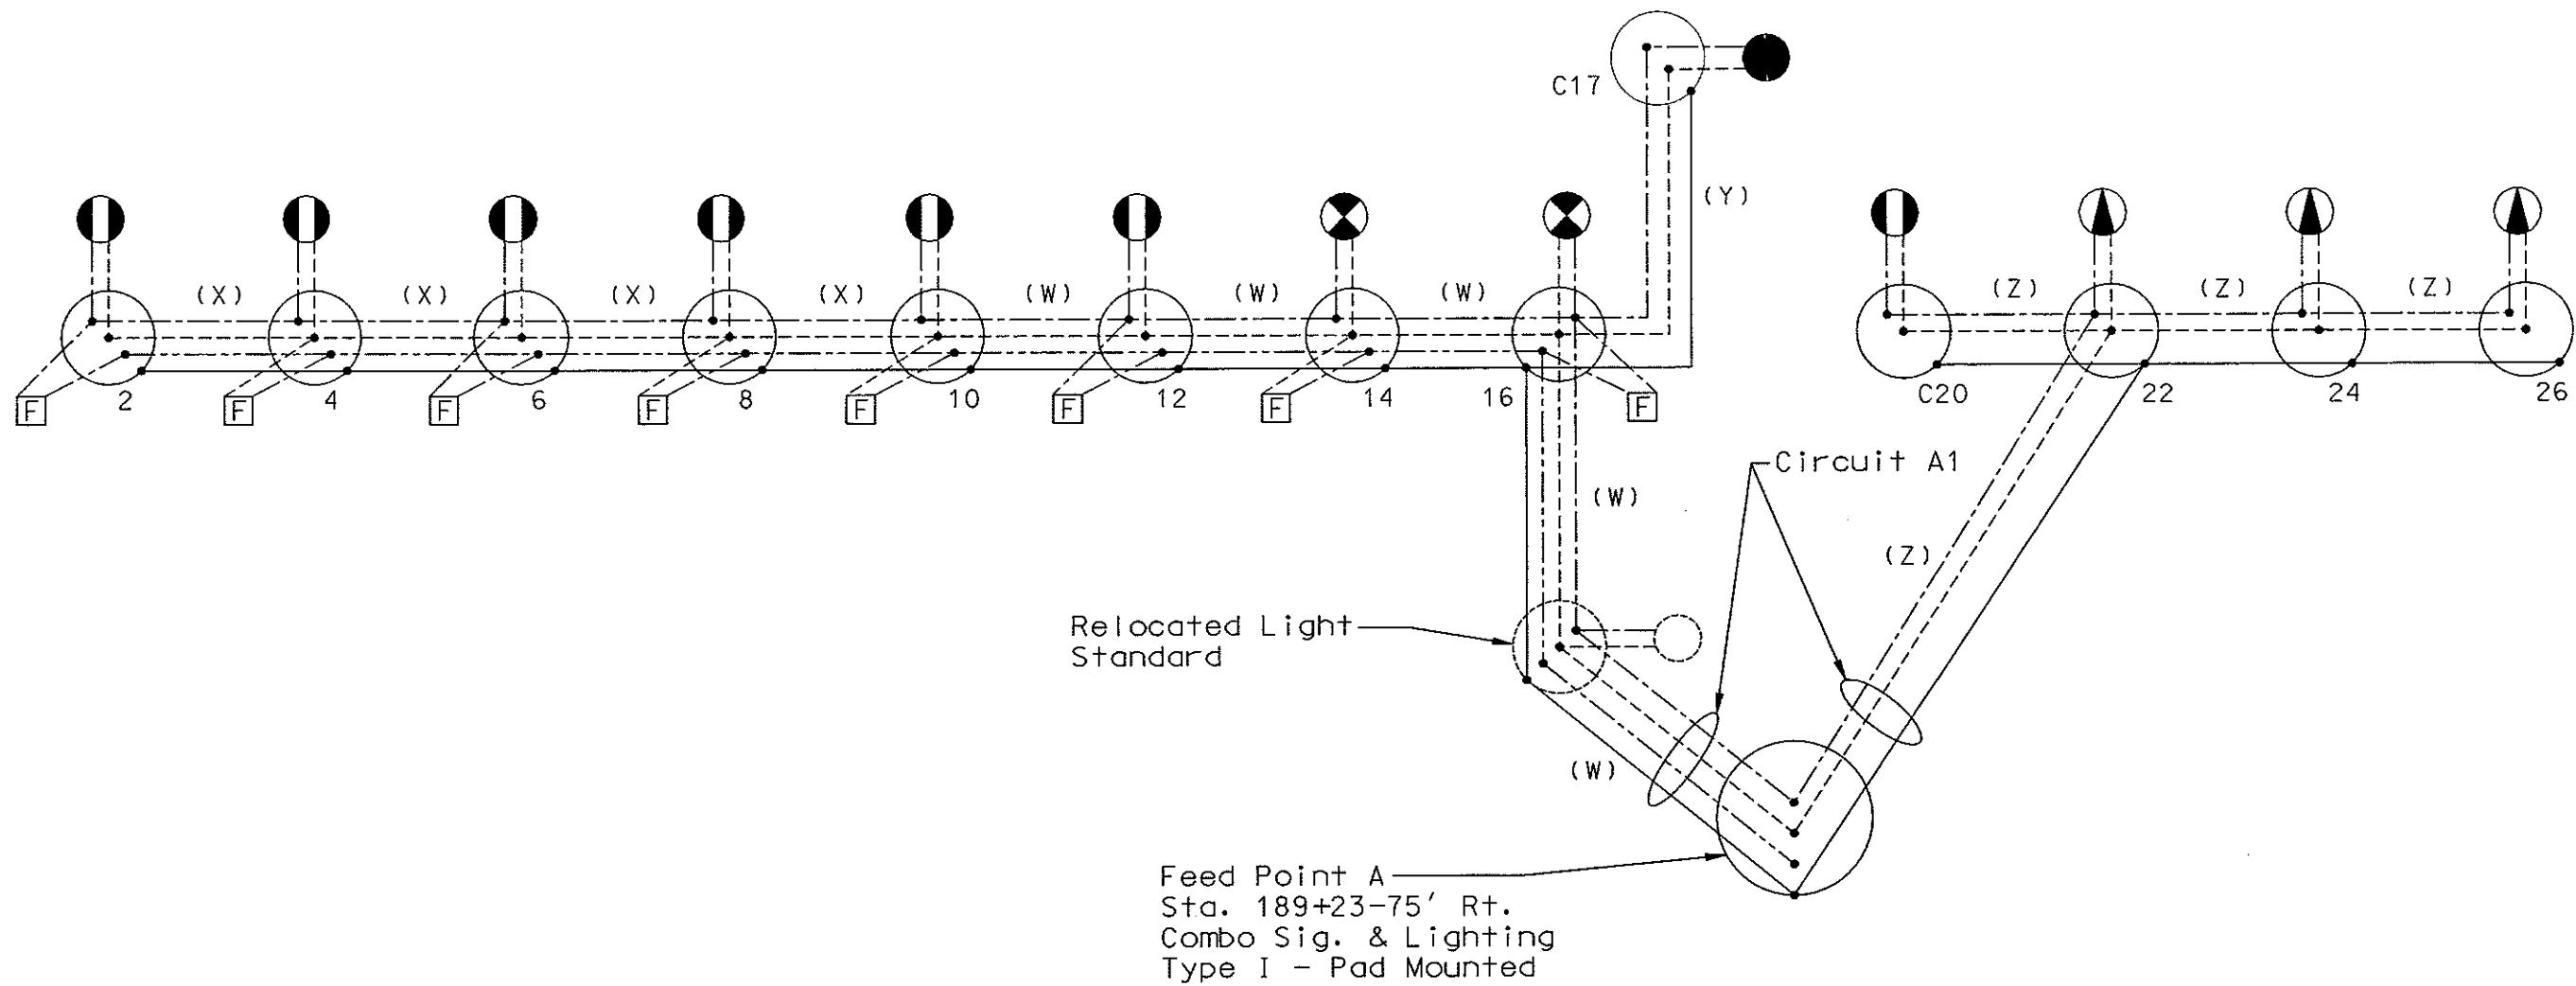 C17
(Y)
(X)
(X)
(X)
(X)
(W)
(W)
(W)
(Z)
(Z)
(Z)
F
2
F
4
F
6
F
8
F
10
F
12
F
14
16
F
C20
22
24
26
Circuit A1
(W)
(Z)
Relocated Light
Standard
(W)
Feed Point A
Sta. 189+23-75' Rt.
Combo Sig. & Lighting
Type I - Pad Mounted